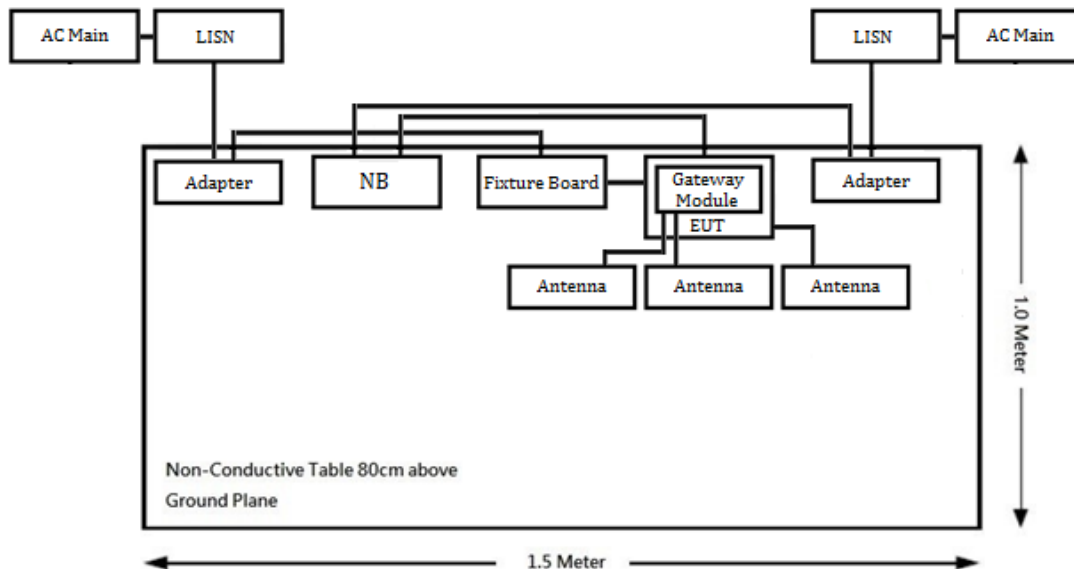 AC Main
LISN
LISN
AC Main
Adapter
NB
Fixture Board
Gateway
Module
EUT
Adapter
Antenna
Antenna
Antenna
1.0 Meter
Non-Conductive Table 80cm above
Ground Plane
1.5 Meter